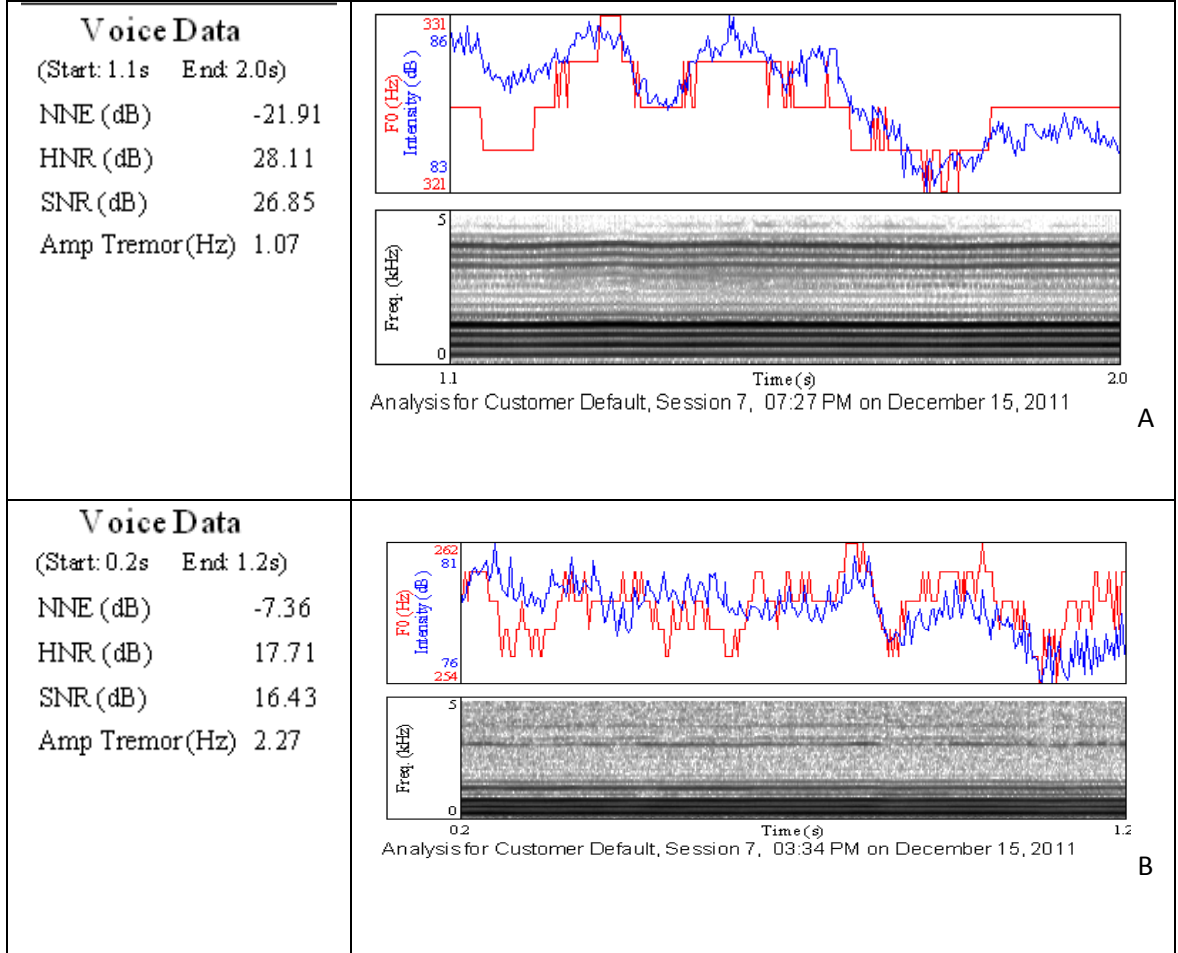 Voice Data
(Start: 1.1s End: 2.0s)
NNE (dB) -21.91
HNR (dB) 28.11
SNR (dB) 26.85
Amp Tremor (Hz) 1.07
331
86
F0 (Hz)
Intensity (dB)
83
321
5
Freq. (kHz)
0
1.1 Time (s) 2.0
Analysis for Customer Default, Session 7, 07:27 PM on December 15, 2011
A
Voice Data
(Start: 0.2s End: 1.2s)
NNE (dB) -7.36
HNR (dB) 17.71
SNR (dB) 16.43
Amp Tremor (Hz) 2.27
262
81
F0 (Hz)
Intensity (dB)
76
254
5
Freq. (kHz)
0
0.2 Time (s) 1.2
Analysis for Customer Default, Session 7, 03:34 PM on December 15, 2011
B